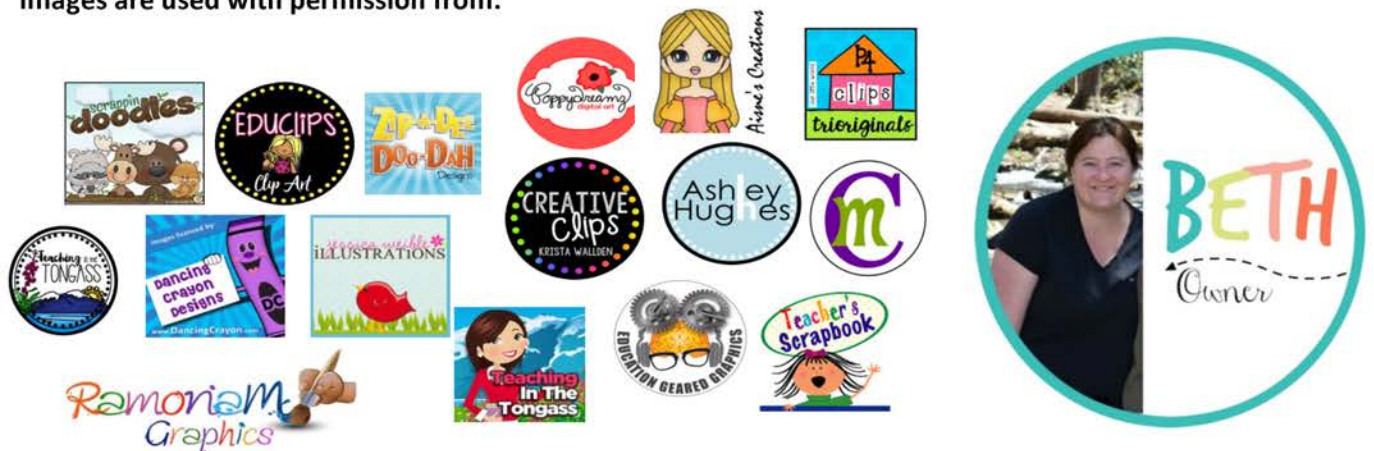 Images are used with permission from:
scrappin
doodles
EDUCLIPS
Clip Art
ZIP-A-DEE
DOO-DAH
Designs
Poppydreamz
digital art
Aisne's Creations
P4
clips
trioriginals
CREATIVE
Clips
KRISTA WALLDEN
Ashley
Hughes
mC
Teaching in the
TONGASS
images licensed by
Dancing
Crayon
Designs
DC
www.DancingCrayon.com
jessica weible
ILLUSTRATIONS
Teaching
In The
Tongass
EDUCATION GEARED GRAPHICS
Teacher's
Scrapbook
RamonaM
Graphics
BETH
Owner